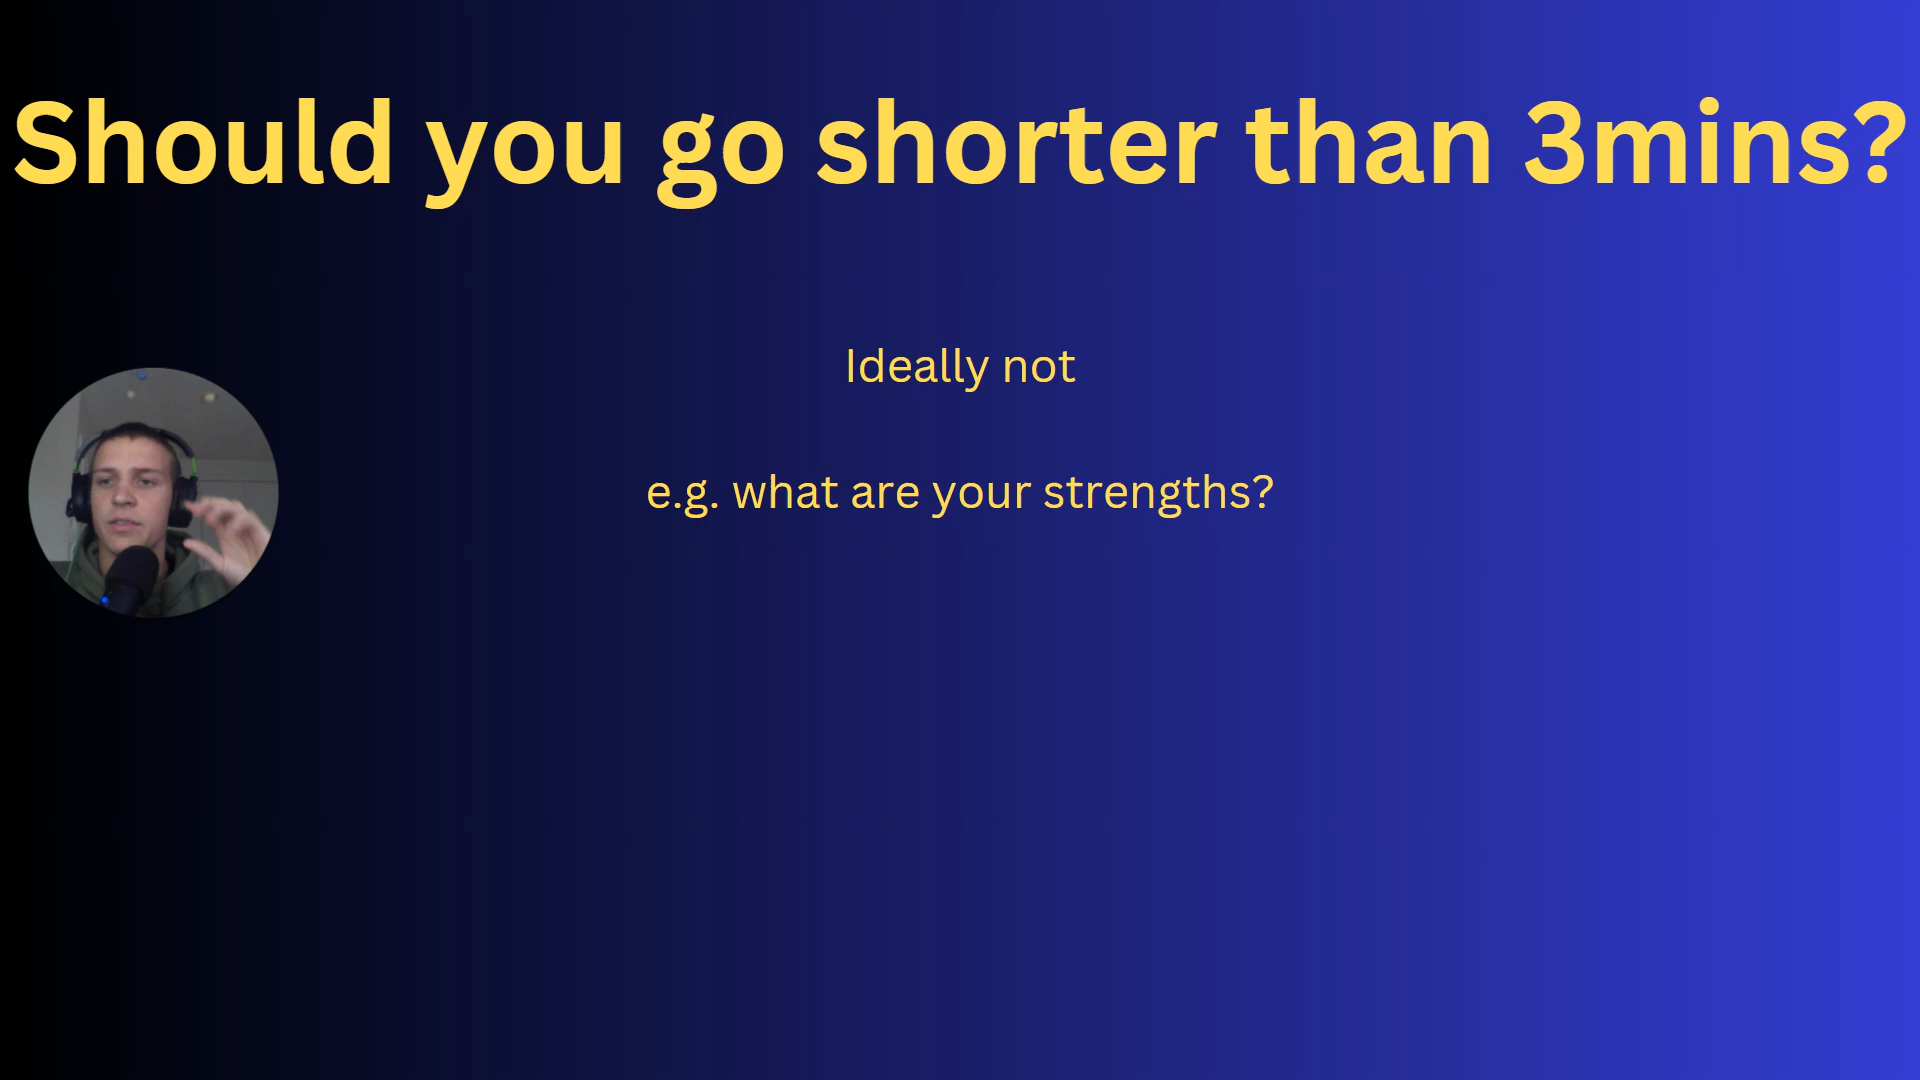 Should you go shorter than 3mins?
Ideally not
e.g. what are your strengths?